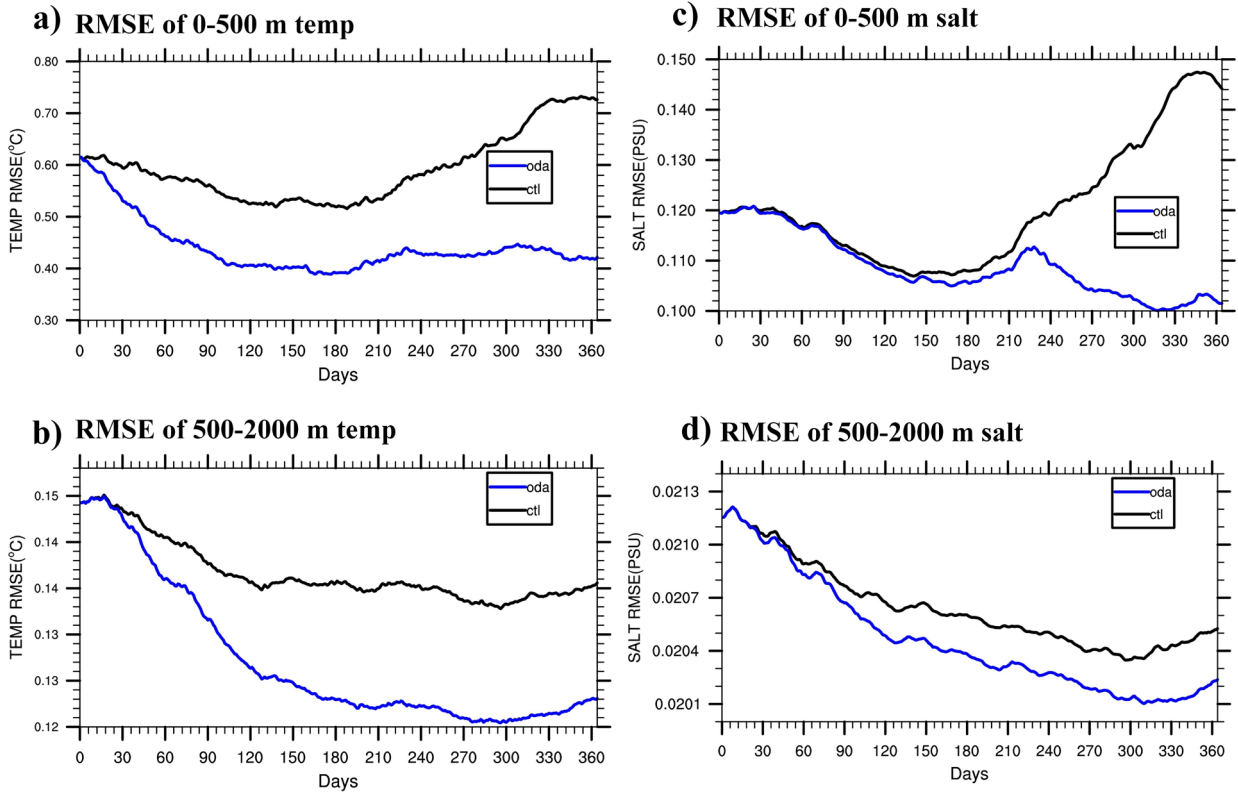 a) RMSE of 0-500 m temp
0.80
0.70
0.60
0.50
0.40
0.30
TEMP RMSE(°C)
oda
ctl
0 30 60 90 120 150 180 210 240 270 300 330 360
Days
c) RMSE of 0-500 m salt
0.150
0.140
0.130
0.120
0.110
0.100
SALT RMSE(PSU)
oda
ctl
0 30 60 90 120 150 180 210 240 270 300 330 360
Days
b) RMSE of 500-2000 m temp
0.15
0.14
0.14
0.13
0.13
0.12
TEMP RMSE(°C)
oda
ctl
0 30 60 90 120 150 180 210 240 270 300 330 360
Days
d) RMSE of 500-2000 m salt
0.0213
0.0210
0.0207
0.0204
0.0201
SALT RMSE(PSU)
oda
ctl
0 30 60 90 120 150 180 210 240 270 300 330 360
Days